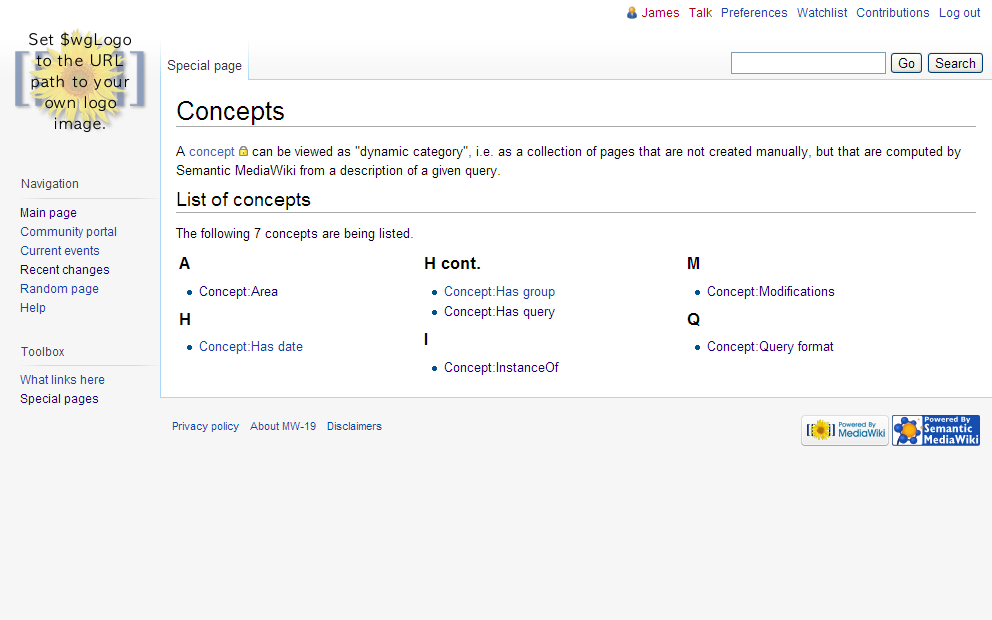 James Talk Preferences Watchlist Contributions Log out
Set $wgLogo
to the URL
path to your
own logo
image.
Special page
Go Search
Concepts
A concept can be viewed as "dynamic category", i.e. as a collection of pages that are not created manually, but that are computed by
Semantic MediaWiki from a description of a given query.
List of concepts
The following 7 concepts are being listed.
A
Concept:Area
H
Concept:Has date
H cont.
Concept:Has group
Concept:Has query
I
Concept:InstanceOf
M
Concept:Modifications
Q
Concept:Query format
Navigation
Main page
Community portal
Current events
Recent changes
Random page
Help
Toolbox
What links here
Special pages
Privacy policy About MW-19 Disclaimers
Powered By
MediaWiki
Powered By
Semantic
MediaWiki